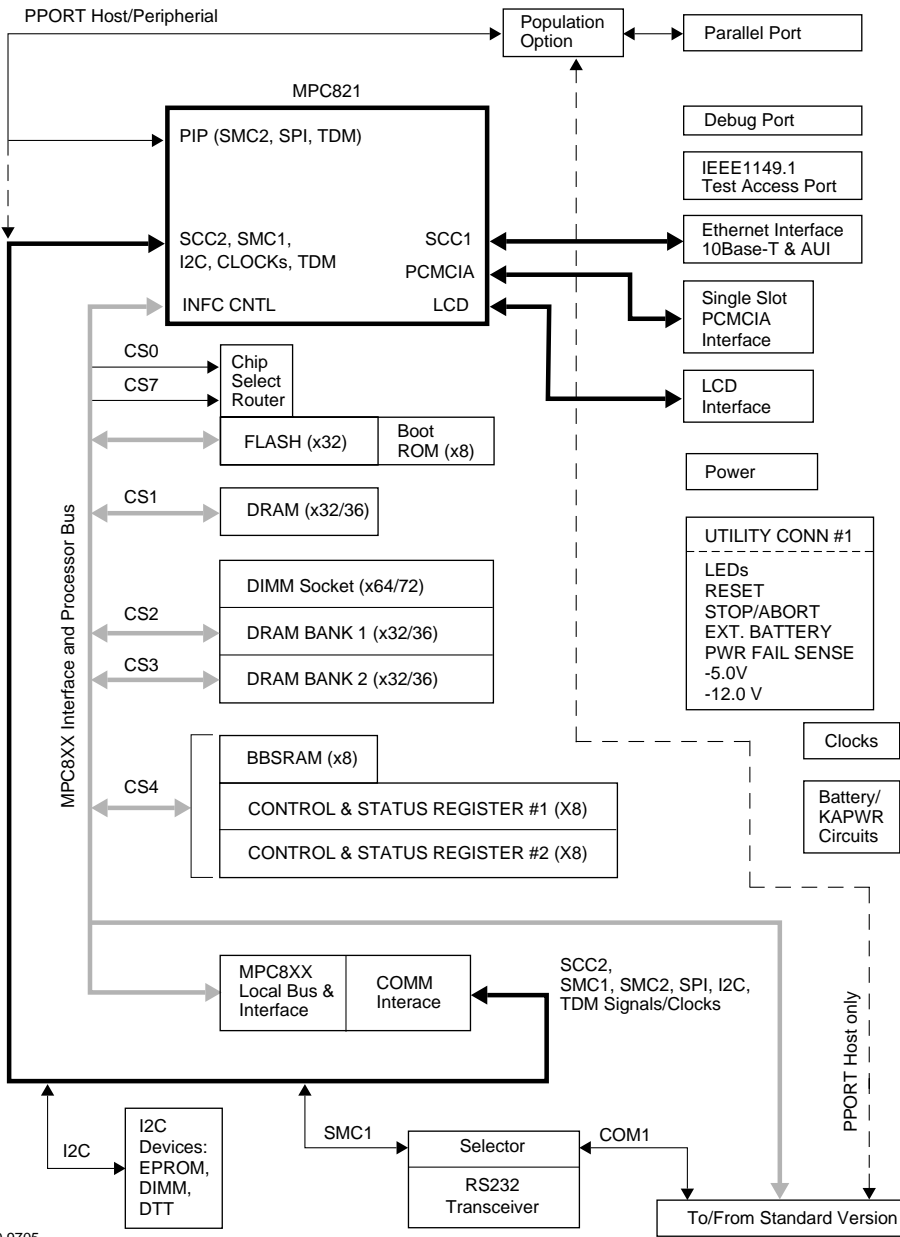 PPORT Host/Peripherial
Population
Option
Parallel Port
MPC821
Debug Port
PIP (SMC2, SPI, TDM)
IEEE1149.1
Test Access Port
SCC2, SMC1,
I2C, CLOCKs, TDM
SCC1
Ethernet Interface
10Base-T & AUI
PCMCIA
INFC CNTL
LCD
Single Slot
PCMCIA
Interface
CS0
CS7
Chip
Select
Router
LCD
Interface
FLASH (x32)
Boot
ROM (x8)
Power
CS1
DRAM (x32/36)
UTILITY CONN #1
LEDs
RESET
STOP/ABORT
EXT. BATTERY
PWR FAIL SENSE
-5.0V
-12.0 V
DIMM Socket (x64/72)
CS2
DRAM BANK 1 (x32/36)
CS3
DRAM BANK 2 (x32/36)
MPC8XX Interface and Processor Bus
Clocks
BBSRAM (x8)
CS4
CONTROL & STATUS REGISTER #1 (X8)
CONTROL & STATUS REGISTER #2 (X8)
Battery/
KAPWR
Circuits
MPC8XX
Local Bus &
Interface
COMM
Interace
SCC2,
SMC1, SMC2, SPI, I2C,
TDM Signals/Clocks
PPORT Host only
I2C
I2C
Devices:
EPROM,
DIMM,
DTT
SMC1
Selector
COM1
RS232
Transceiver
To/From Standard Version